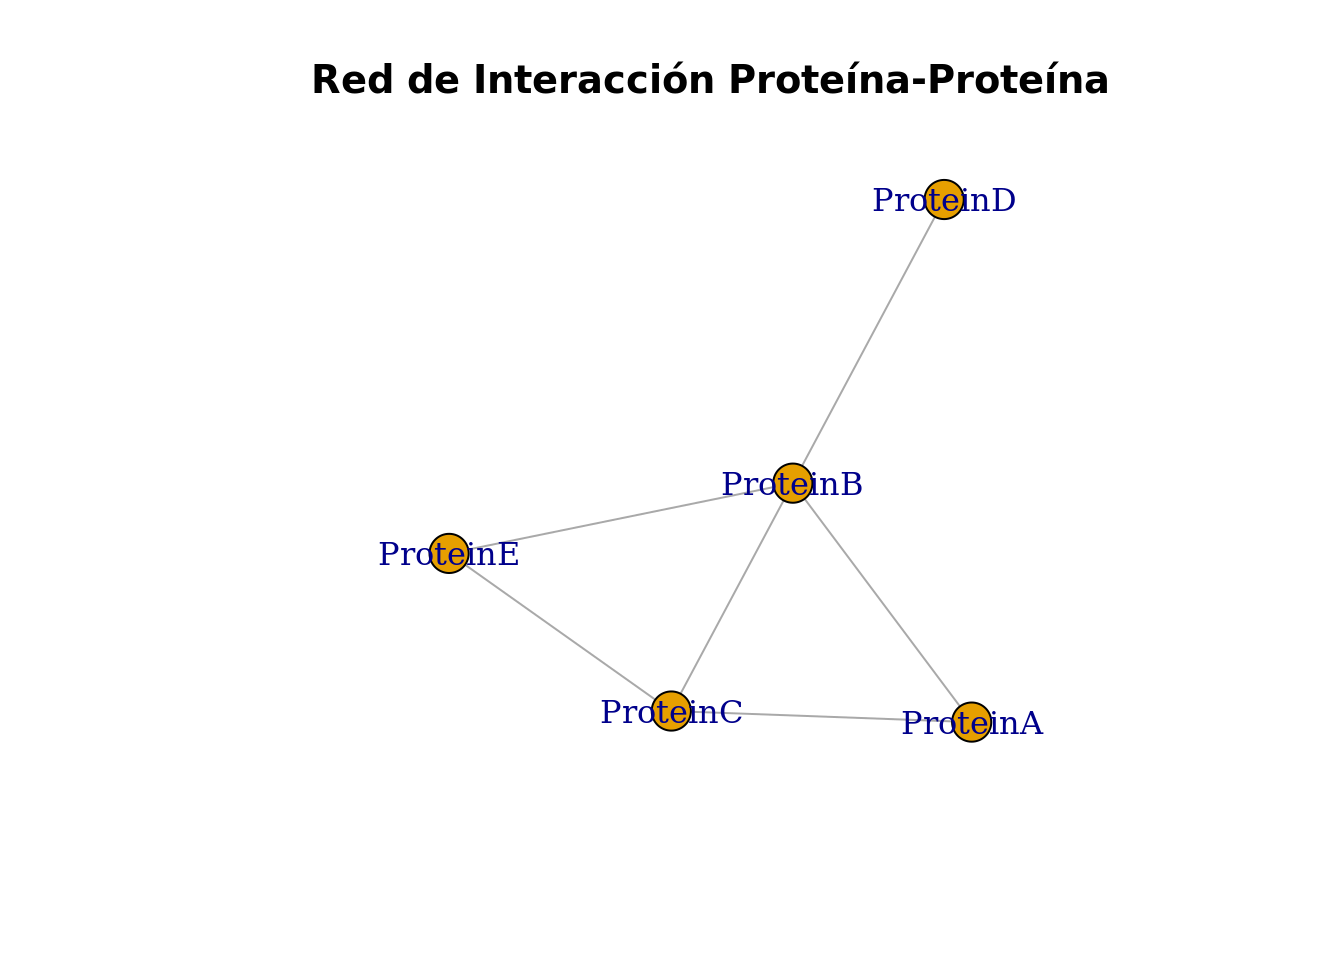 Red de Interacción Proteína-Proteína
ProteinD
ProteinB
ProteinE
ProteinC
ProteinA